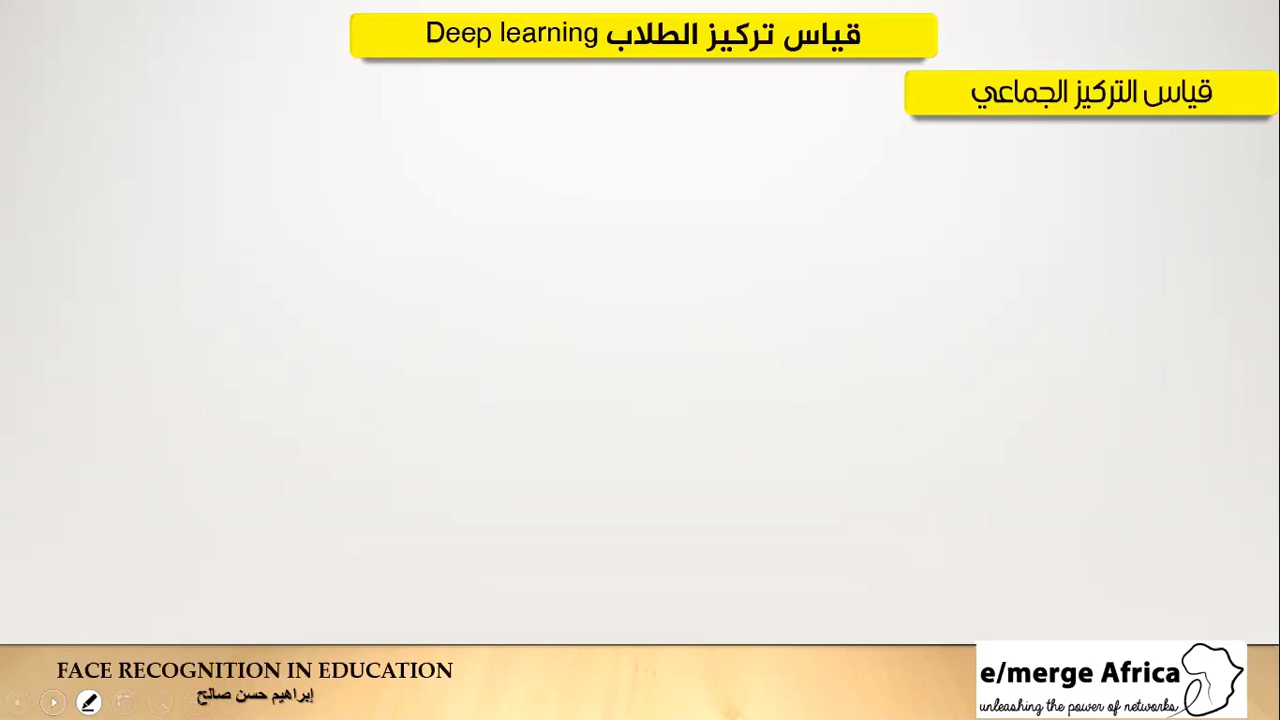 قياس تركيز الطلاب Deep learning
قياس التركيز الجماعي
FACE RECOGNITION IN EDUCATION
إبراهيم حسن صالح
e/merge Africa
unleashing the power of networks